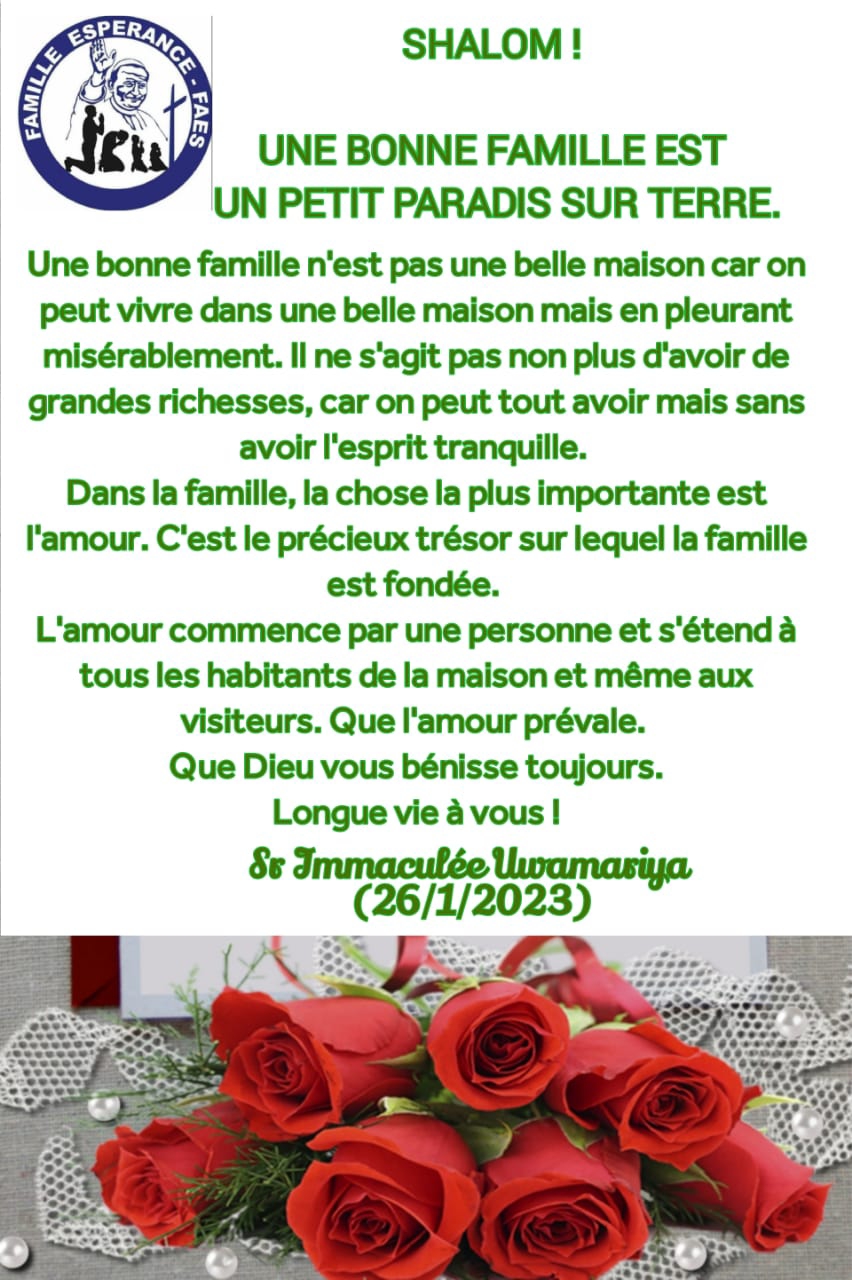 FAMILLE ESPERANCE - FAES
SHALOM !
UNE BONNE FAMILLE EST
UN PETIT PARADIS SUR TERRE.
Une bonne famille n'est pas une belle maison car on
peut vivre dans une belle maison mais en pleurant
misérablement. Il ne s'agit pas non plus d'avoir de
grandes richesses, car on peut tout avoir mais sans
avoir l'esprit tranquille.
Dans la famille, la chose la plus importante est
l'amour. C'est le précieux trésor sur lequel la famille
est fondée.
L'amour commence par une personne et s'étend à
tous les habitants de la maison et même aux
visiteurs. Que l'amour prévale.
Que Dieu vous bénisse toujours.
Longue vie à vous !
Sr Immaculée Uwamariya
(26/1/2023)